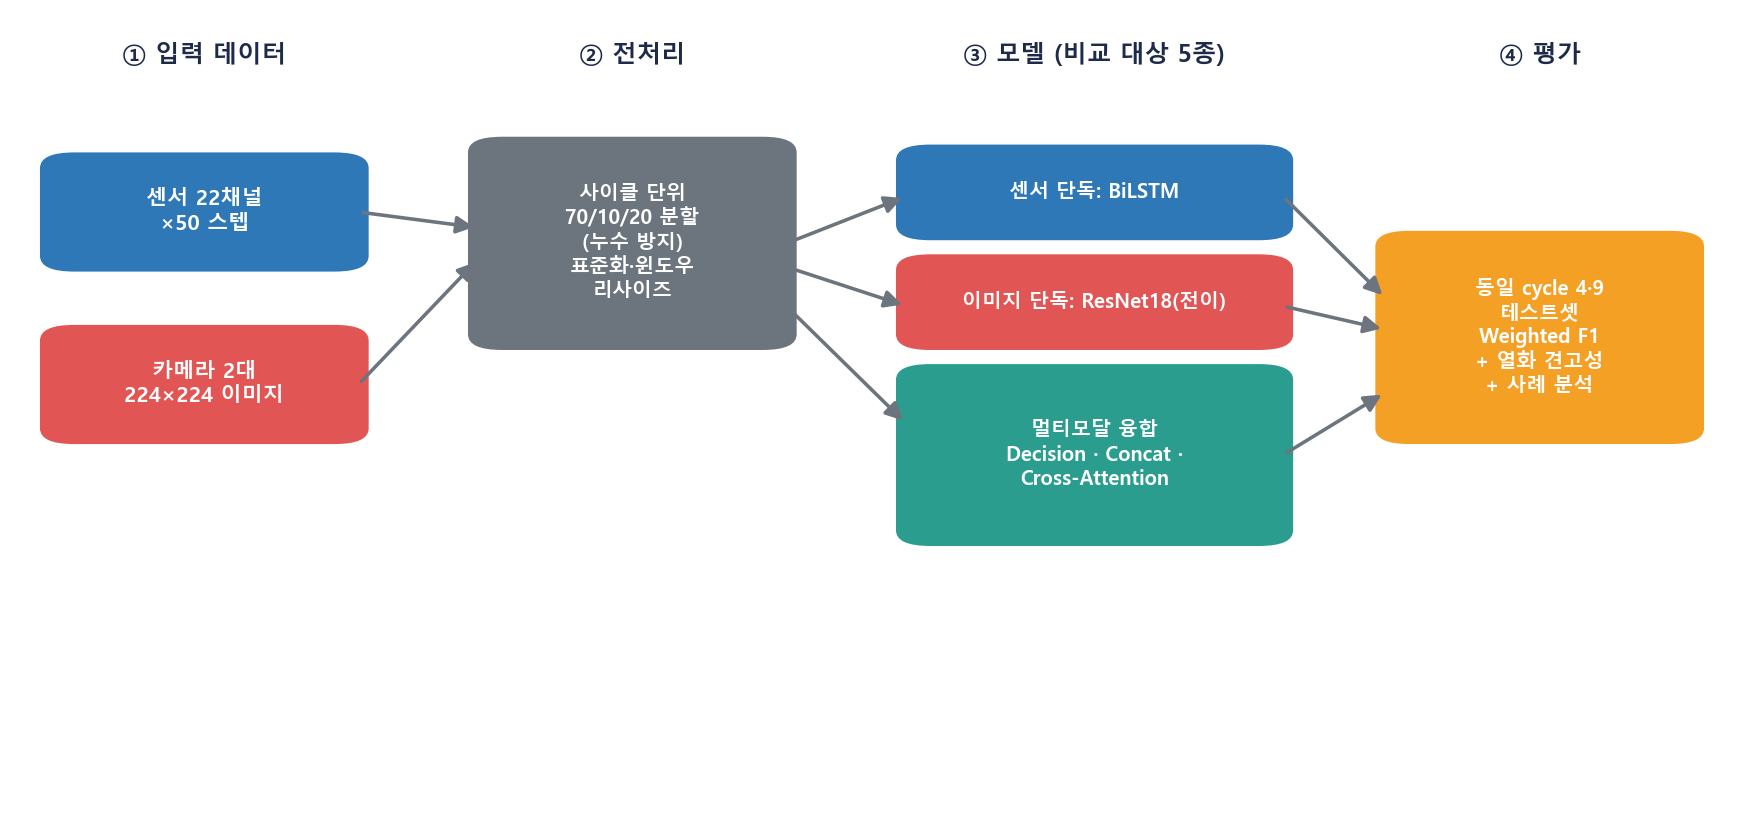 ① 입력 데이터
② 전처리
③ 모델 (비교 대상 5종)
④ 평가
센서 22채널
×50 스텝
카메라 2대
224×224 이미지
사이클 단위
70/10/20 분할
(누수 방지)
표준화·윈도우
리사이즈
센서 단독: BiLSTM
이미지 단독: ResNet18(전이)
멀티모달 융합
Decision · Concat ·
Cross-Attention
동일 cycle 4·9
테스트셋
Weighted F1
+ 열화 견고성
+ 사례 분석